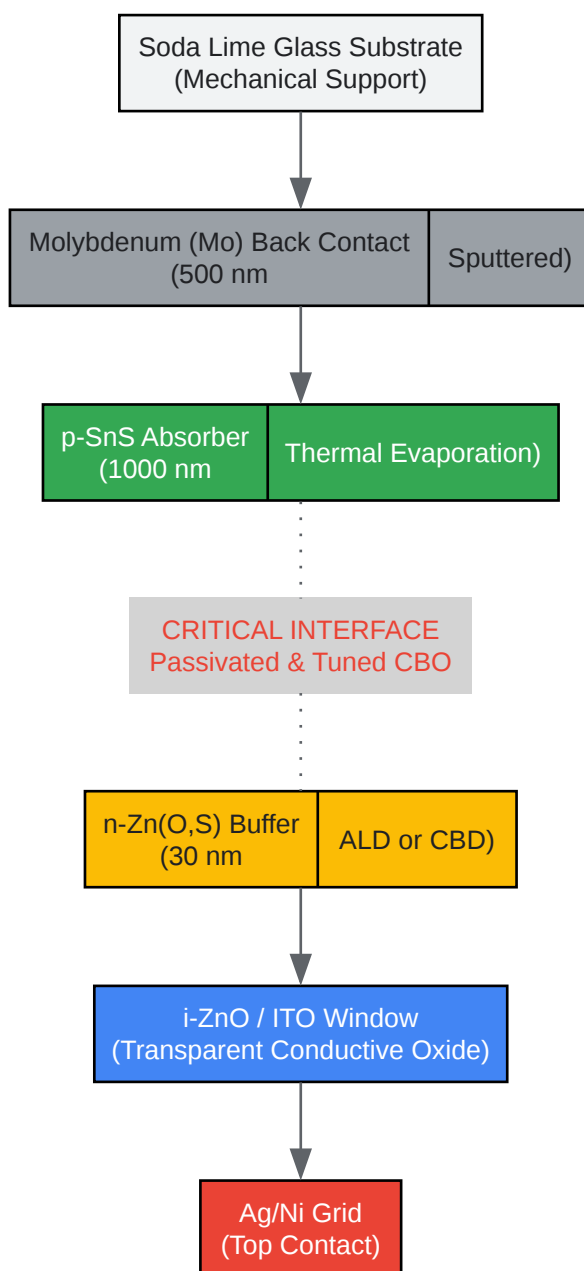 Soda Lime Glass Substrate
(Mechanical Support)
Molybdenum (Mo) Back Contact
(500 nm
Sputtered)
p-SnS Absorber
(1000 nm
Thermal Evaporation)
CRITICAL INTERFACE
Passivated & Tuned CBO
n-Zn(O,S) Buffer
(30 nm
ALD or CBD)
i-ZnO / ITO Window
(Transparent Conductive Oxide)
Ag/Ni Grid
(Top Contact)